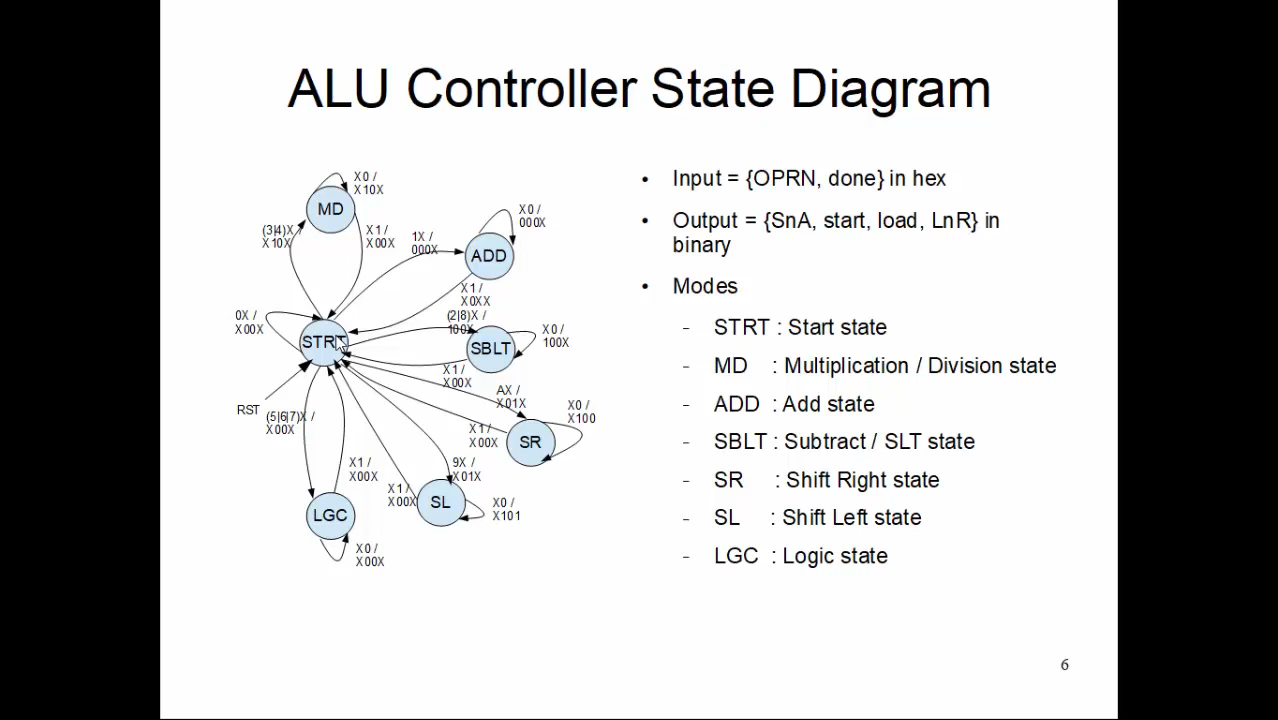 ALU Controller State Diagram
X0 /
X10X
MD
(3|4)X /
X10X
X1 /
X00X
1X /
000X
X0 /
000X
ADD
X1 /
X0XX
0X /
X00X
STRT
(2|8)X /
100X
SBLT
X0 /
100X
X1 /
X00X
RST
(5|6|7)X /
X00X
AX /
X01X
X0 /
X100
X1 /
X00X
SR
X1 /
X00X
9X /
X01X
X1 /
X00X
SL
X0 /
X101
LGC
X0 /
X00X
• Input = {OPRN, done} in hex
• Output = {SnA, start, load, LnR} in
binary
• Modes
– STRT : Start state
– MD : Multiplication / Division state
– ADD : Add state
– SBLT : Subtract / SLT state
– SR : Shift Right state
– SL : Shift Left state
– LGC : Logic state
6